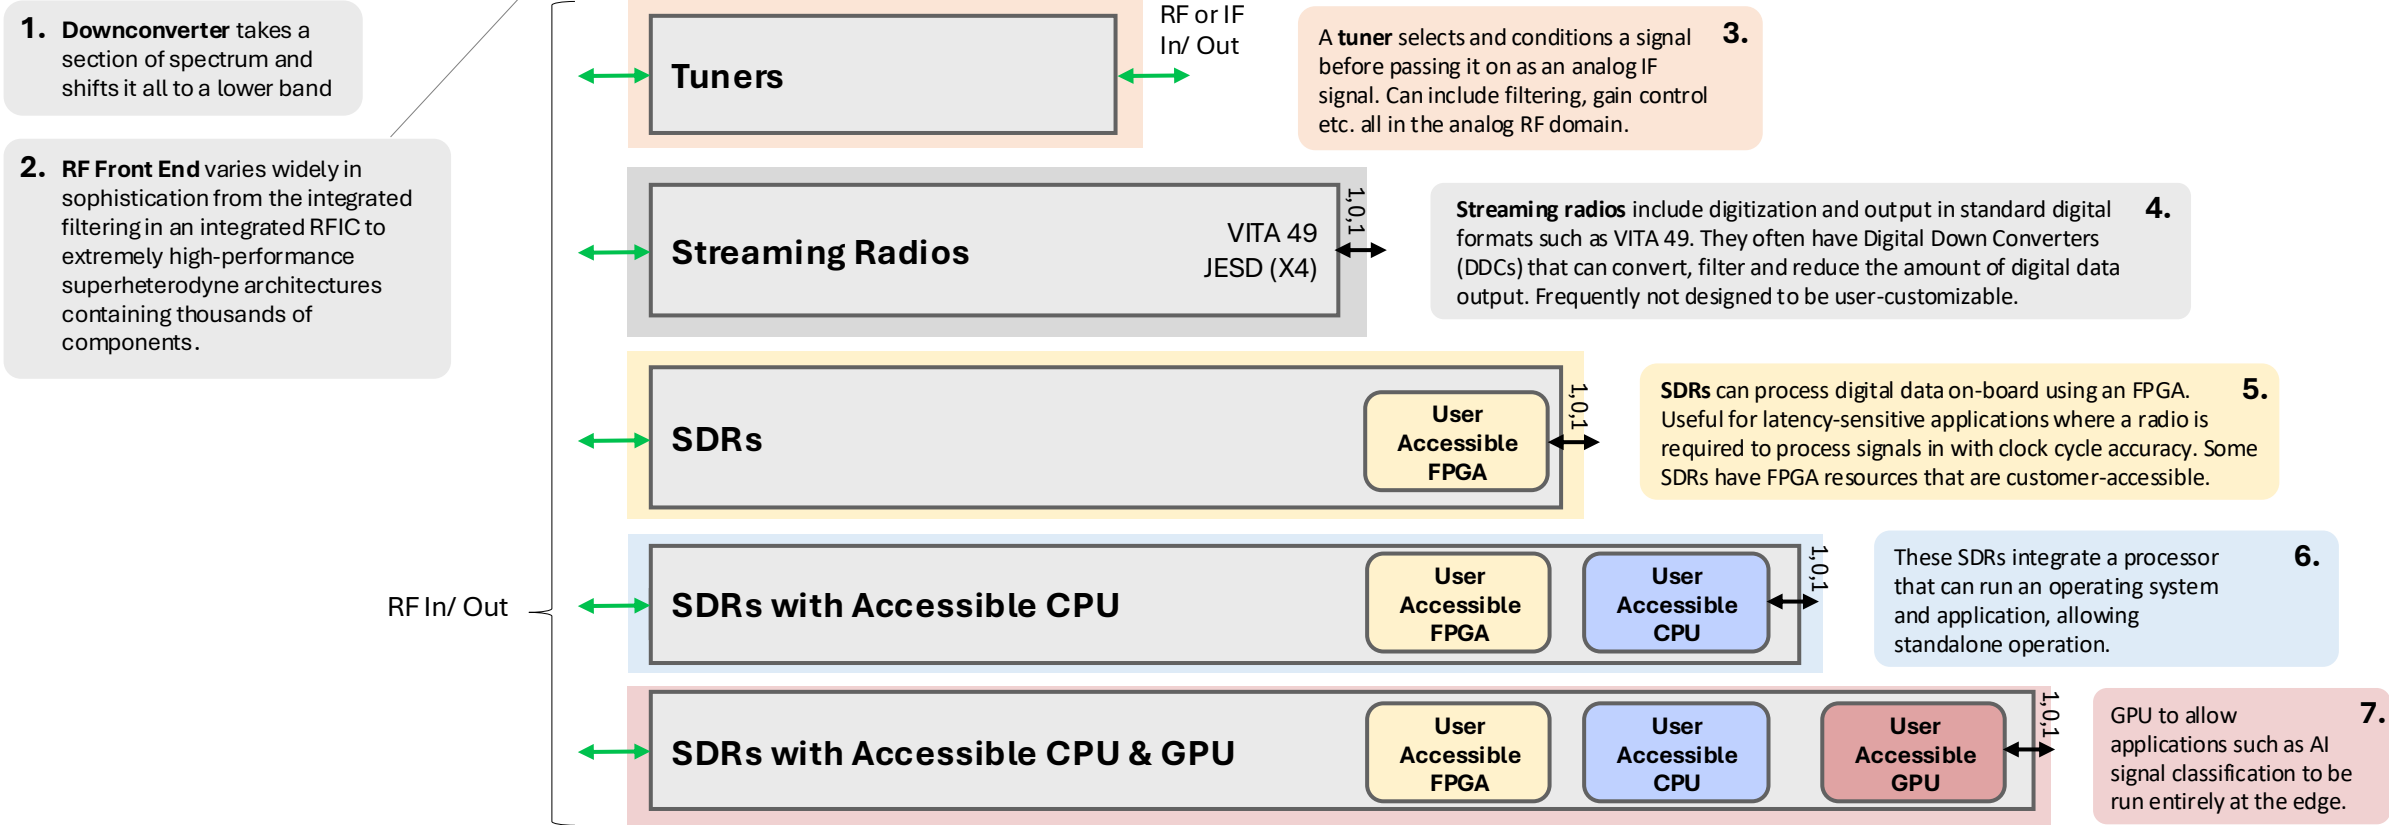 1. Downconverter takes a
section of spectrum and
shifts it all to a lower band
2. RF Front End varies widely in
sophistication from the integrated
filtering in an integrated RFIC to
extremely high-performance
superheterodyne architectures
containing thousands of
components.
RF In/ Out
Tuners
RF or IF
In/ Out
A tuner selects and conditions a signal 3.
before passing it on as an analog IF
signal. Can include filtering, gain control
etc. all in the analog RF domain.
Streaming Radios
VITA 49
JESD (X4)
1,0,1
Streaming radios include digitization and output in standard digital 4.
formats such as VITA 49. They often have Digital Down Converters
(DDCs) that can convert, filter and reduce the amount of digital data
output. Frequently not designed to be user-customizable.
SDRs
User
Accessible
FPGA
1,0,1
SDRs can process digital data on-board using an FPGA. 5.
Useful for latency-sensitive applications where a radio is
required to process signals in with clock cycle accuracy. Some
SDRs have FPGA resources that are customer-accessible.
SDRs with Accessible CPU
User
Accessible
FPGA
User
Accessible
CPU
1,0,1
These SDRs integrate a processor 6.
that can run an operating system
and application, allowing
standalone operation.
SDRs with Accessible CPU & GPU
User
Accessible
FPGA
User
Accessible
CPU
User
Accessible
GPU
1,0,1
GPU to allow 7.
applications such as AI
signal classification to be
run entirely at the edge.